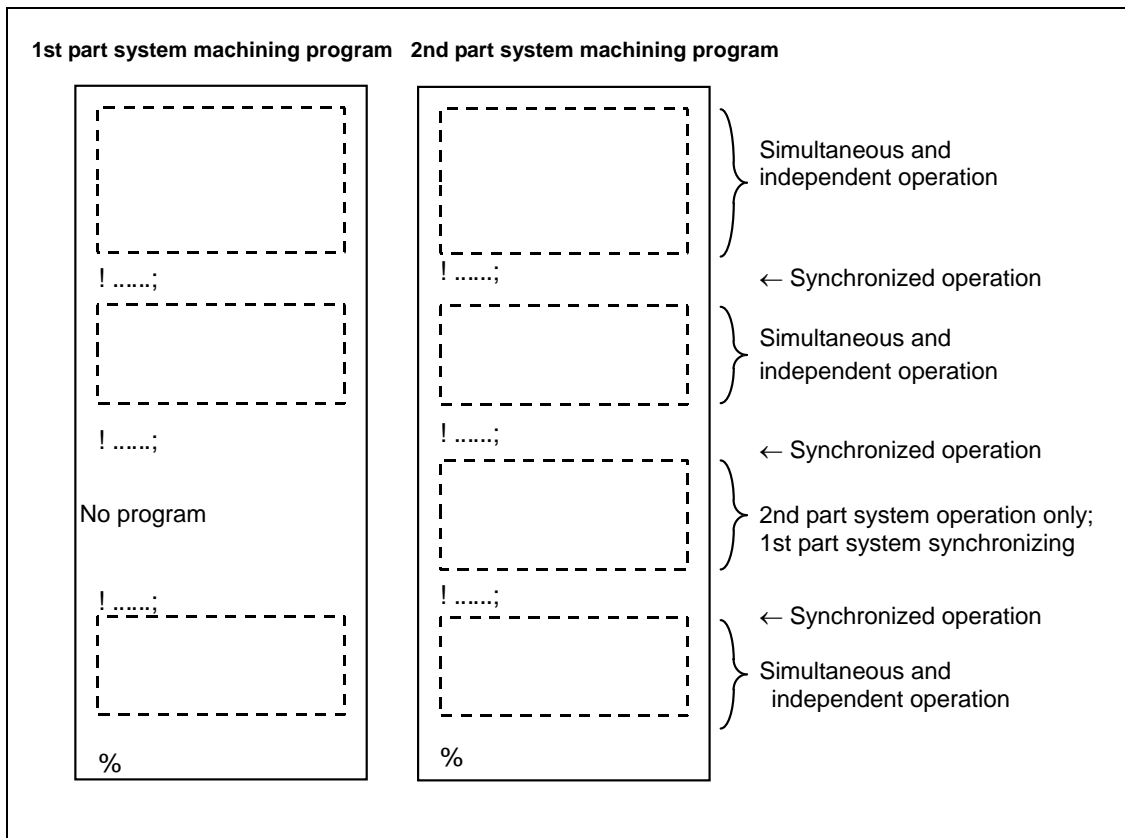 1st part system machining program 2nd part system machining program
Simultaneous and
independent operation
! ......; ! ......; ← Synchronized operation
Simultaneous and
independent operation
! ......; ! ......; ← Synchronized operation
No program 2nd part system operation only;
1st part system synchronizing
! ......; ! ......; ← Synchronized operation
Simultaneous and
independent operation
% %